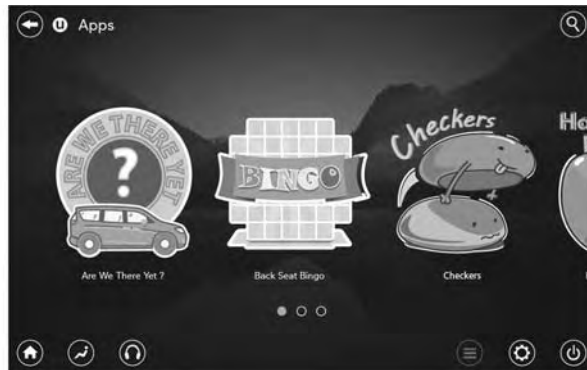 u Apps
ARE WE THERE YET
?
BINGO
Checkers
Are We There Yet ?
Back Seat Bingo
Checkers